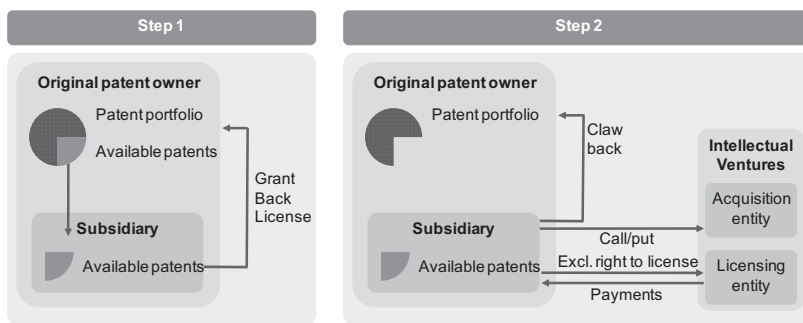 Step 1
Original patent owner
Patent portfolio
Available patents
Grant
Back
License
Subsidiary
Available patents
Step 2
Original patent owner
Patent portfolio
Claw
back
Subsidiary
Available patents
Call/put
Excl. right to license
Payments
Intellectual
Ventures
Acquisition
entity
Licensing
entity